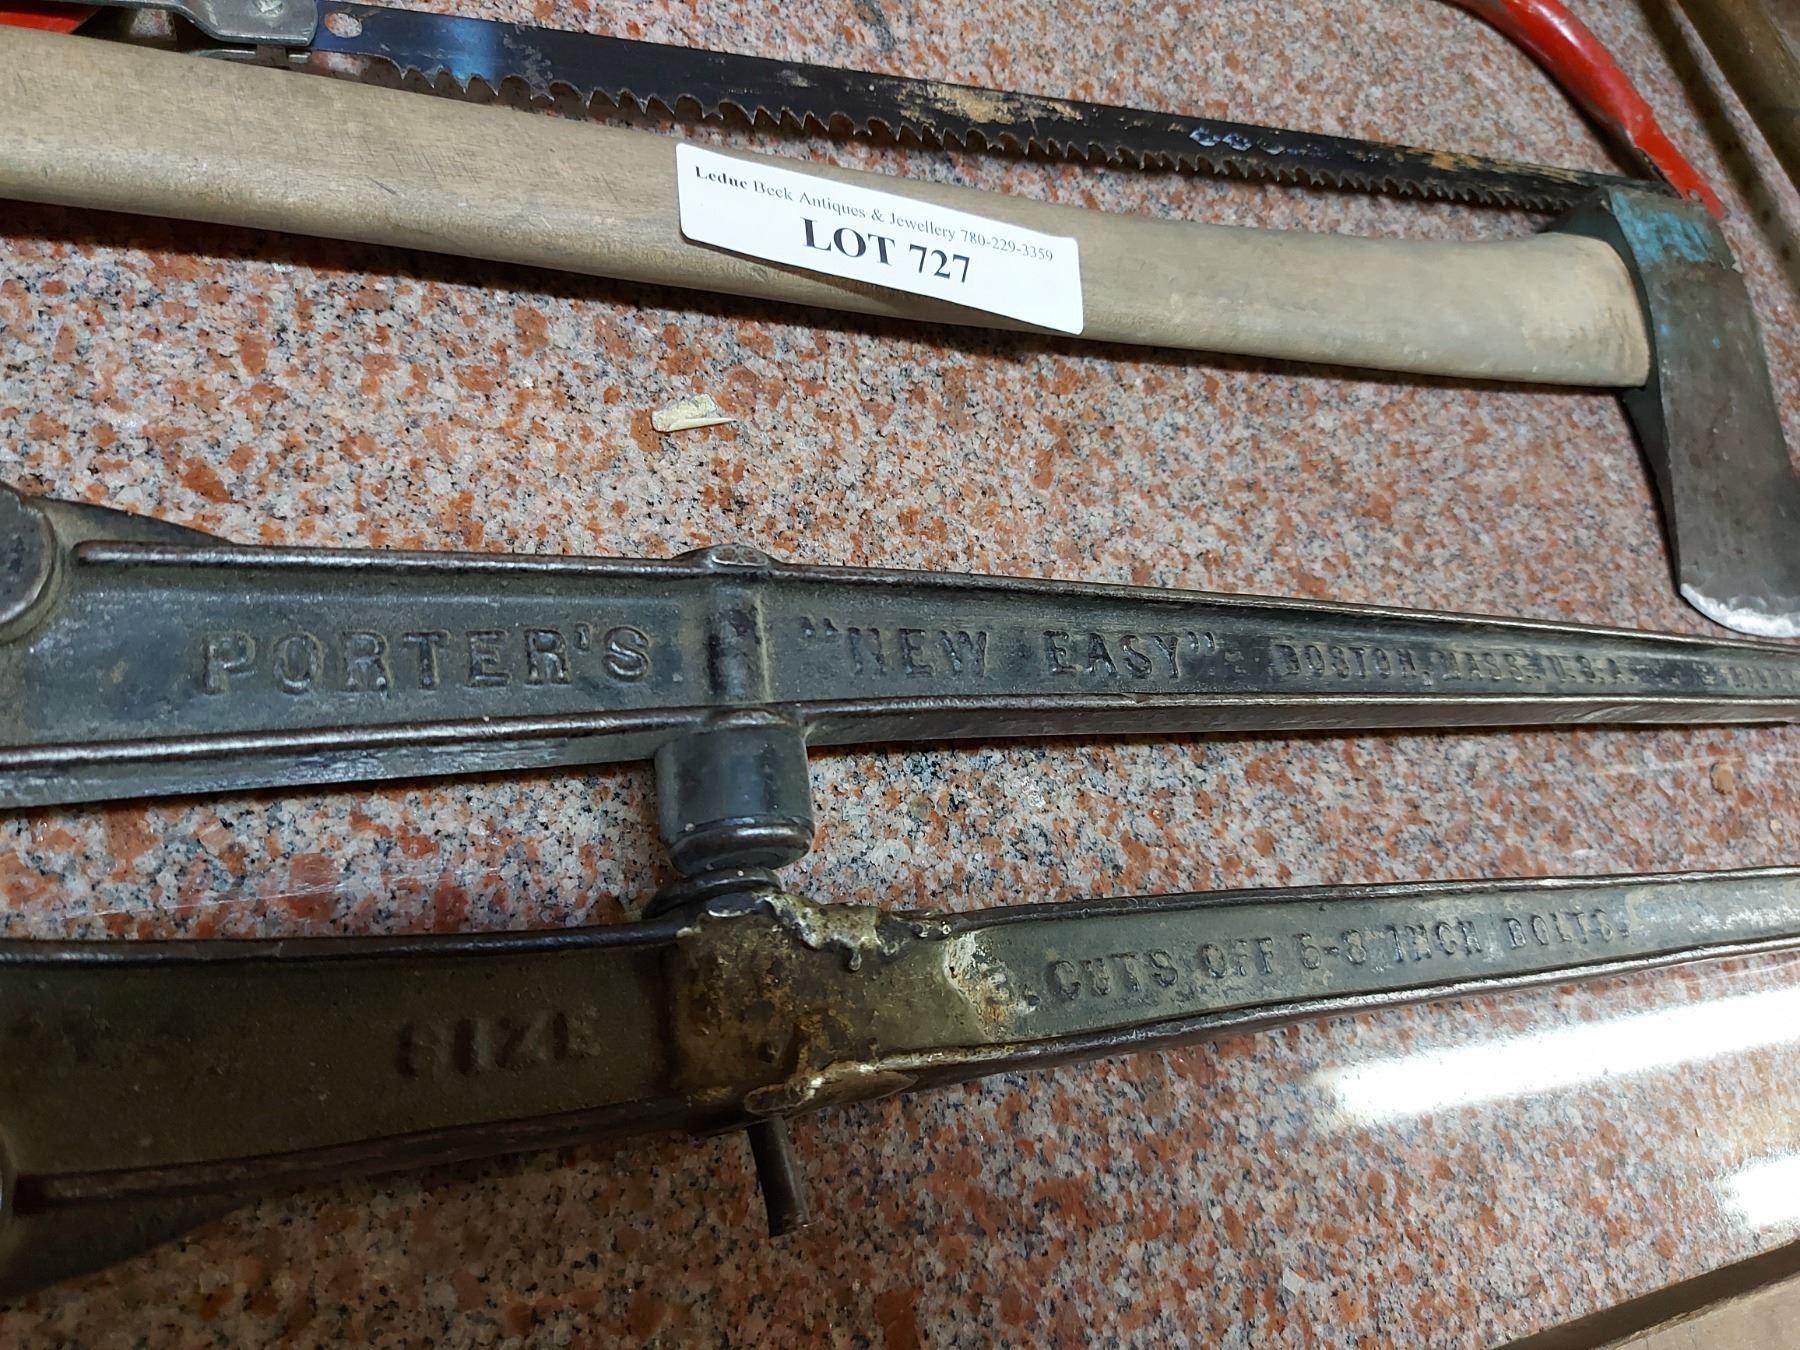 Leduc Beck Antiques & Jewellery 780-229-3359
LOT 727
PORTER'S "NEW EASY" BOSTON, MASS. U.S.A.
SIZE CUTS OFF 5-8 INCH BOLTS